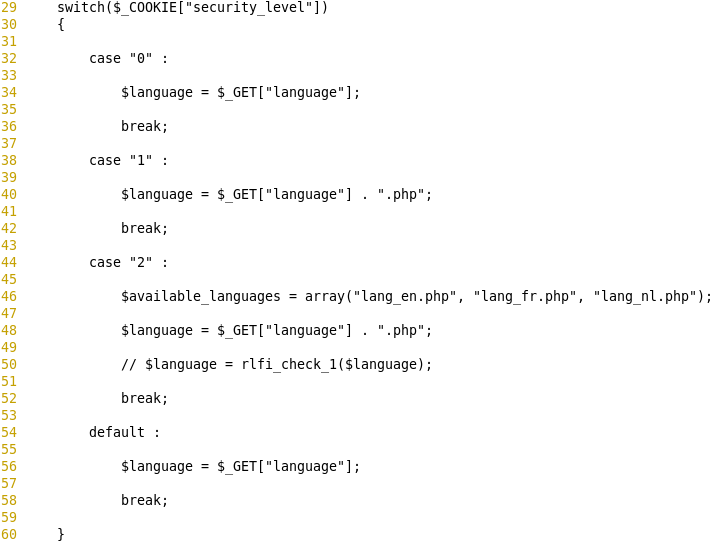 29     switch($_COOKIE["security_level"])
30     {
31
32         case "0" :
33
34             $language = $_GET["language"];
35
36             break;
37
38         case "1" :
39
40             $language = $_GET["language"] . ".php";
41
42             break;
43
44         case "2" :
45
46             $available_languages = array("lang_en.php", "lang_fr.php", "lang_nl.php");
47
48             $language = $_GET["language"] . ".php";
49
50             // $language = rlfi_check_1($language);
51
52             break;
53
54         default :
55
56             $language = $_GET["language"];
57
58             break;
59
60     }